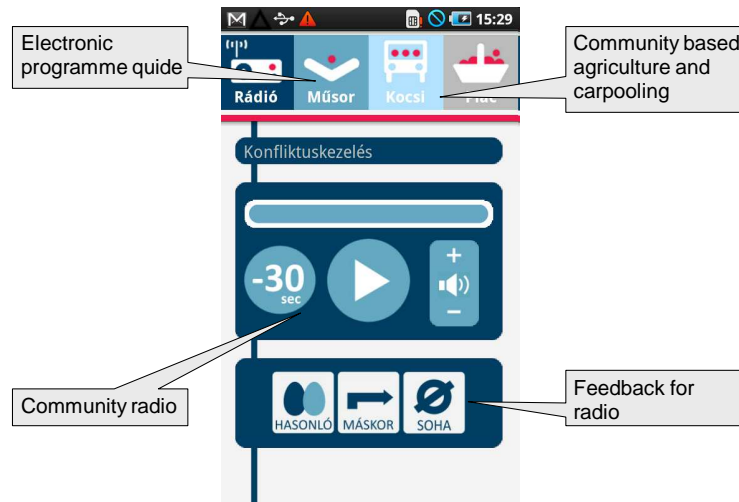 15:29
Electronic
programme quide
Community based
agriculture and
carpooling
Rádió
Műsor
Kocsi
Piac
Konfliktuskezelés
-30
sec
+
−
Community radio
HASONLÓ
MÁSKOR
SOHA
Feedback for
radio